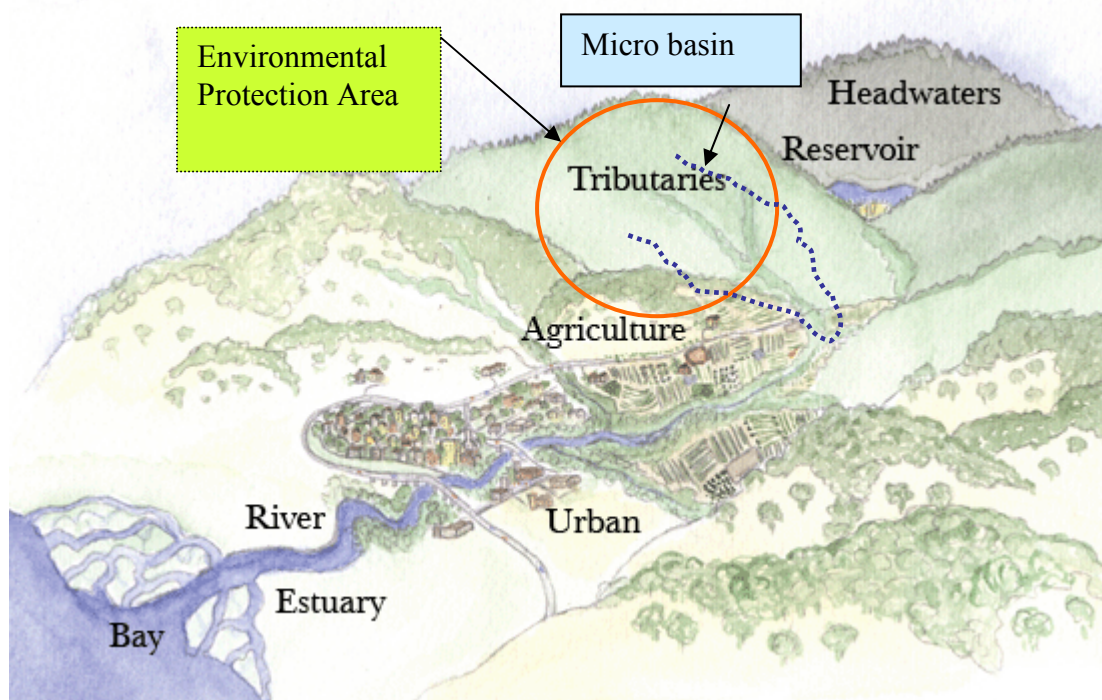 Environmental
Protection Area
Micro basin
Headwaters
Reservoir
Tributaries
Agriculture
River
Urban
Estuary
Bay